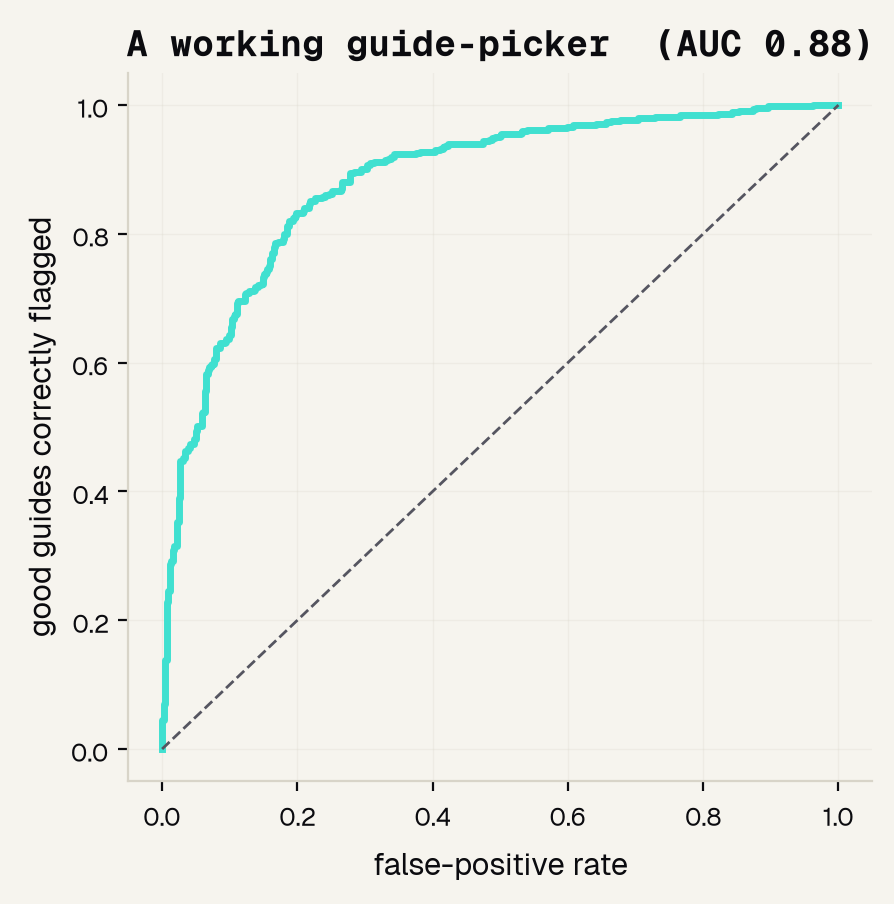 A working guide-picker  (AUC 0.88)
good guides correctly flagged
1.0
0.8
0.6
0.4
0.2
0.0
0.0 0.2 0.4 0.6 0.8 1.0
false-positive rate